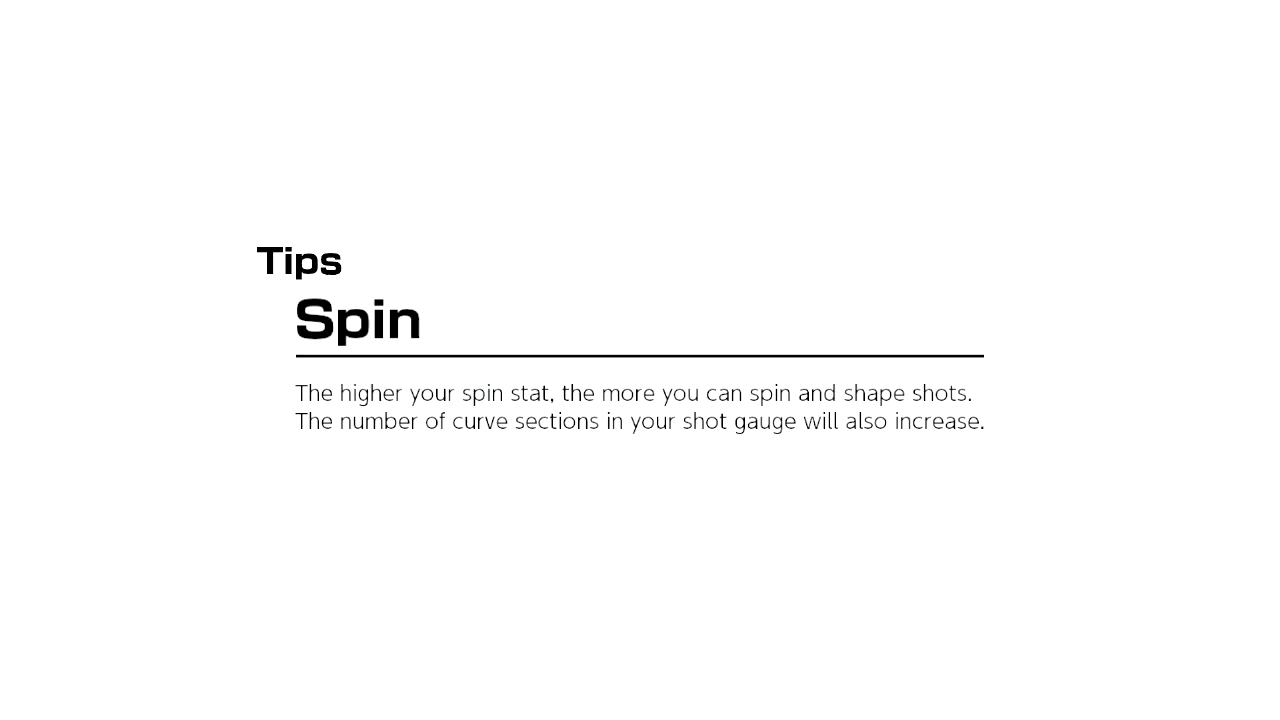 Tips
Spin
The higher your spin stat, the more you can spin and shape shots.
The number of curve sections in your shot gauge will also increase.